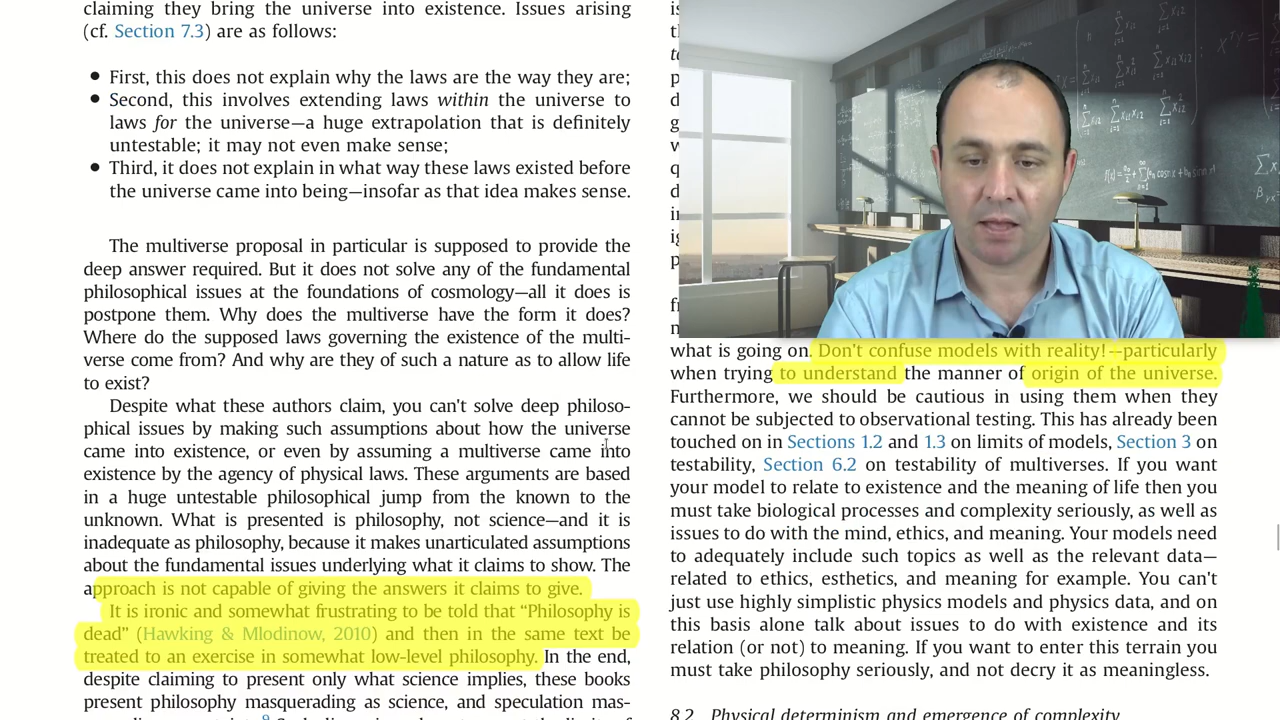 claiming they bring the universe into existence. Issues arising
(cf. Section 7.3) are as follows:
• First, this does not explain why the laws are the way they are;
• Second, this involves extending laws within the universe to
laws for the universe—a huge extrapolation that is definitely
untestable; it may not even make sense;
• Third, it does not explain in what way these laws existed before
the universe came into being—insofar as that idea makes sense.
The multiverse proposal in particular is supposed to provide the
deep answer required. But it does not solve any of the fundamental
philosophical issues at the foundations of cosmology—all it does is
postpone them. Why does the multiverse have the form it does?
Where do the supposed laws governing the existence of the multi-
verse come from? And why are they of such a nature as to allow life
to exist?
Despite what these authors claim, you can't solve deep philoso-
phical issues by making such assumptions about how the universe
came into existence, or even by assuming a multiverse came into
existence by the agency of physical laws. These arguments are based
in a huge untestable philosophical jump from the known to the
unknown. What is presented is philosophy, not science—and it is
inadequate as philosophy, because it makes unarticulated assumptions
about the fundamental issues underlying what it claims to show. The
approach is not capable of giving the answers it claims to give.
It is ironic and somewhat frustrating to be told that “Philosophy is
dead” (Hawking & Mlodinow, 2010) and then in the same text be
treated to an exercise in somewhat low-level philosophy. In the end,
despite claiming to present only what science implies, these books
present philosophy masquerading as science, and speculation mas-
what is going on. Don't confuse models with reality!--particularly
when trying to understand the manner of origin of the universe.
Furthermore, we should be cautious in using them when they
cannot be subjected to observational testing. This has already been
touched on in Sections 1.2 and 1.3 on limits of models, Section 3 on
testability, Section 6.2 on testability of multiverses. If you want
your model to relate to existence and the meaning of life then you
must take biological processes and complexity seriously, as well as
issues to do with the mind, ethics, and meaning. Your models need
to adequately include such topics as well as the relevant data—
related to ethics, esthetics, and meaning for example. You can't
just use highly simplistic physics models and physics data, and on
this basis alone talk about issues to do with existence and its
relation (or not) to meaning. If you want to enter this terrain you
must take philosophy seriously, and not decry it as meaningless.
8.2. Physical determinism and emergence of complexity